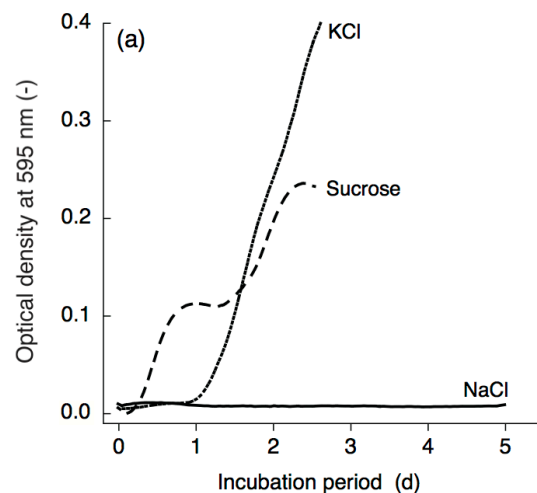 (a)
KCl
Sucrose
NaCl
Optical density at 595 nm (-)
0.4
0.3
0.2
0.1
0.0
0 1 2 3 4 5
Incubation period (d)